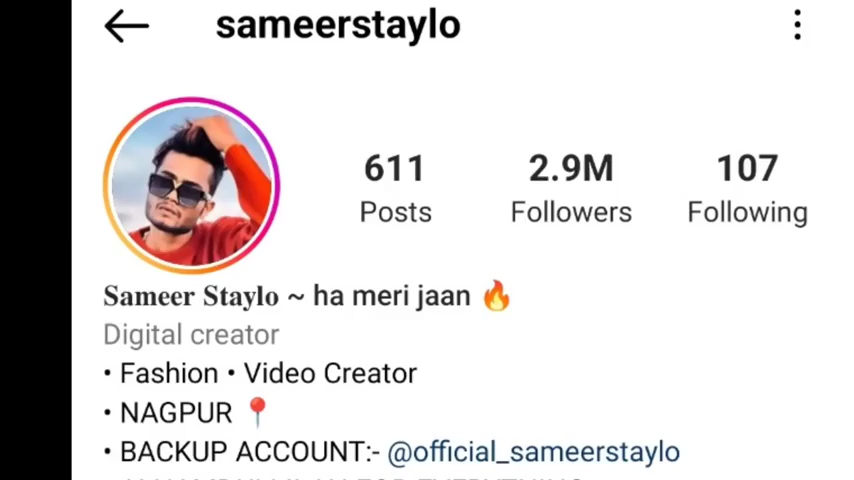 sameerstaylo
611 2.9M 107
Posts Followers Following
Sameer Staylo ~ ha meri jaan 🔥
Digital creator
• Fashion • Video Creator
• NAGPUR 📍
• BACKUP ACCOUNT:- @official_sameerstaylo